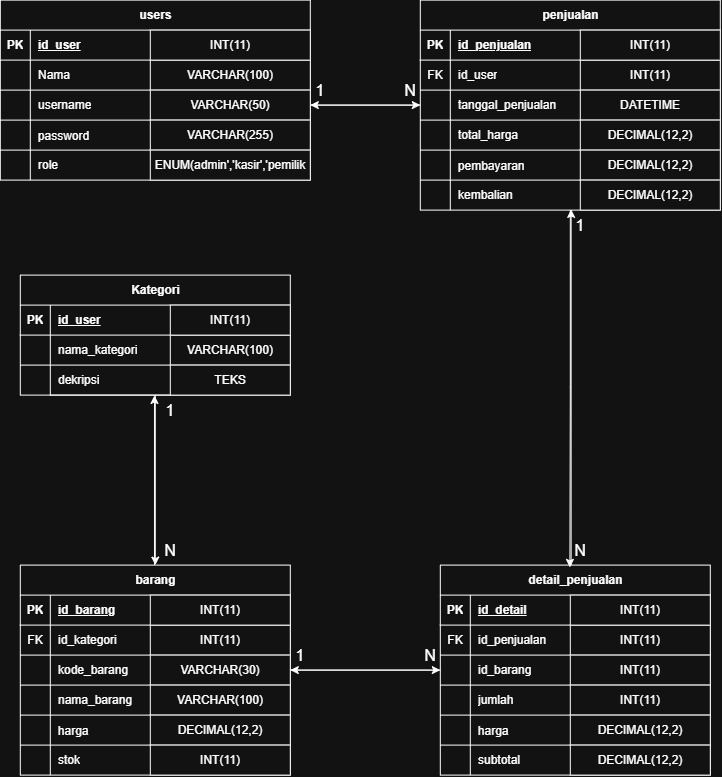 users
PK id_user INT(11)
Nama VARCHAR(100)
username VARCHAR(50)
password VARCHAR(255)
role ENUM(admin','kasir','pemilik
1 N
penjualan
PK id_penjualan INT(11)
FK id_user INT(11)
tanggal_penjualan DATETIME
total_harga DECIMAL(12,2)
pembayaran DECIMAL(12,2)
kembalian DECIMAL(12,2)
1
N
Kategori
PK id_user INT(11)
nama_kategori VARCHAR(100)
dekripsi TEKS
1
N
barang
PK id_barang INT(11)
FK id_kategori INT(11)
kode_barang VARCHAR(30)
nama_barang VARCHAR(100)
harga DECIMAL(12,2)
stok INT(11)
1 N
detail_penjualan
PK id_detail INT(11)
FK id_penjualan INT(11)
id_barang INT(11)
jumlah INT(11)
harga DECIMAL(12,2)
subtotal DECIMAL(12,2)